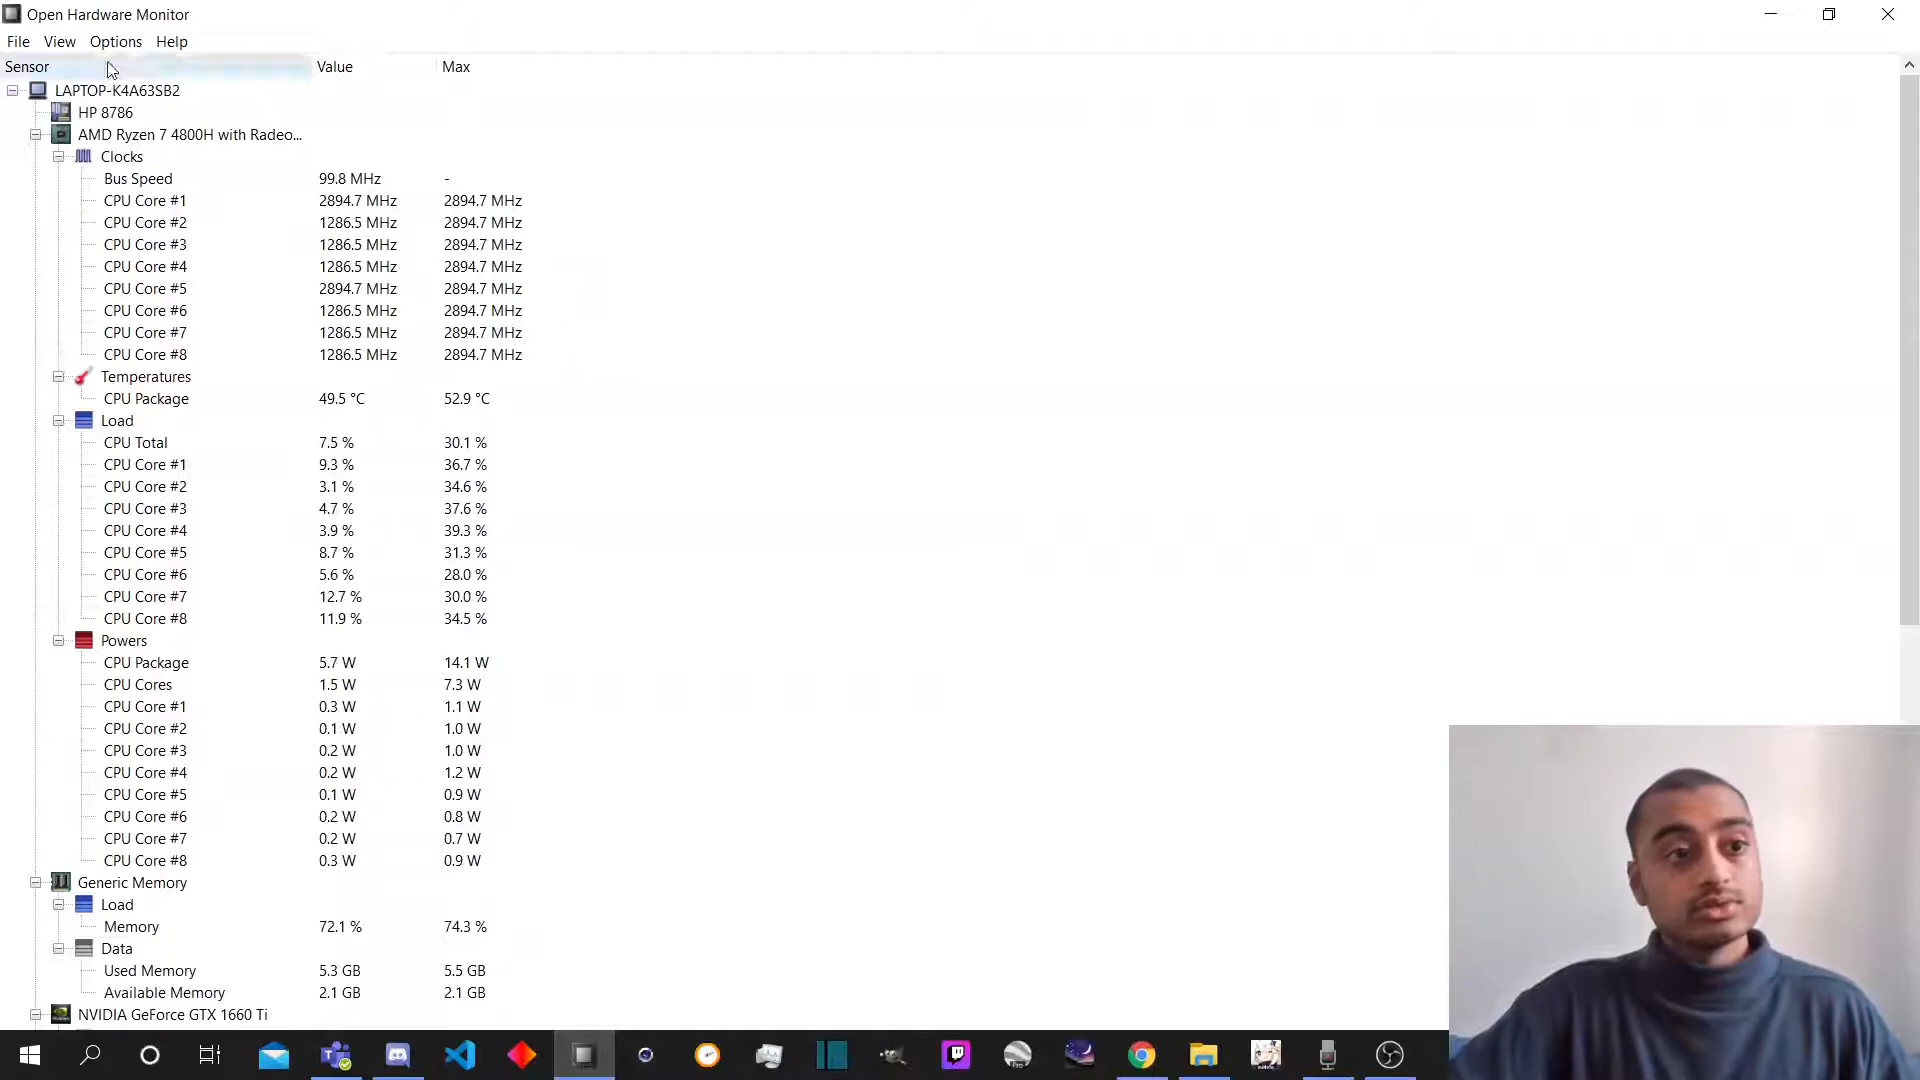 Open Hardware Monitor
File View Options Help
Sensor Value Max
LAPTOP-K4A63SB2
HP 8786
AMD Ryzen 7 4800H with Radeo...
Clocks
Bus Speed 99.8 MHz -
CPU Core #1 2894.7 MHz 2894.7 MHz
CPU Core #2 1286.5 MHz 2894.7 MHz
CPU Core #3 1286.5 MHz 2894.7 MHz
CPU Core #4 1286.5 MHz 2894.7 MHz
CPU Core #5 2894.7 MHz 2894.7 MHz
CPU Core #6 1286.5 MHz 2894.7 MHz
CPU Core #7 1286.5 MHz 2894.7 MHz
CPU Core #8 1286.5 MHz 2894.7 MHz
Temperatures
CPU Package 49.5 °C 52.9 °C
Load
CPU Total 7.5 % 30.1 %
CPU Core #1 9.3 % 36.7 %
CPU Core #2 3.1 % 34.6 %
CPU Core #3 4.7 % 37.6 %
CPU Core #4 3.9 % 39.3 %
CPU Core #5 8.7 % 31.3 %
CPU Core #6 5.6 % 28.0 %
CPU Core #7 12.7 % 30.0 %
CPU Core #8 11.9 % 34.5 %
Powers
CPU Package 5.7 W 14.1 W
CPU Cores 1.5 W 7.3 W
CPU Core #1 0.3 W 1.1 W
CPU Core #2 0.1 W 1.0 W
CPU Core #3 0.2 W 1.0 W
CPU Core #4 0.2 W 1.2 W
CPU Core #5 0.1 W 0.9 W
CPU Core #6 0.2 W 0.8 W
CPU Core #7 0.2 W 0.7 W
CPU Core #8 0.3 W 0.9 W
Generic Memory
Load
Memory 72.1 % 74.3 %
Data
Used Memory 5.3 GB 5.5 GB
Available Memory 2.1 GB 2.1 GB
NVIDIA GeForce GTX 1660 Ti